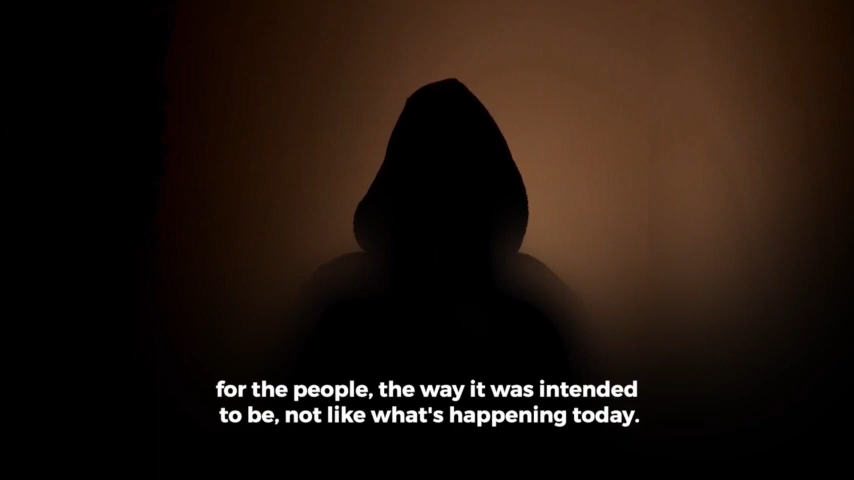 for the people, the way it was intended
to be, not like what's happening today.